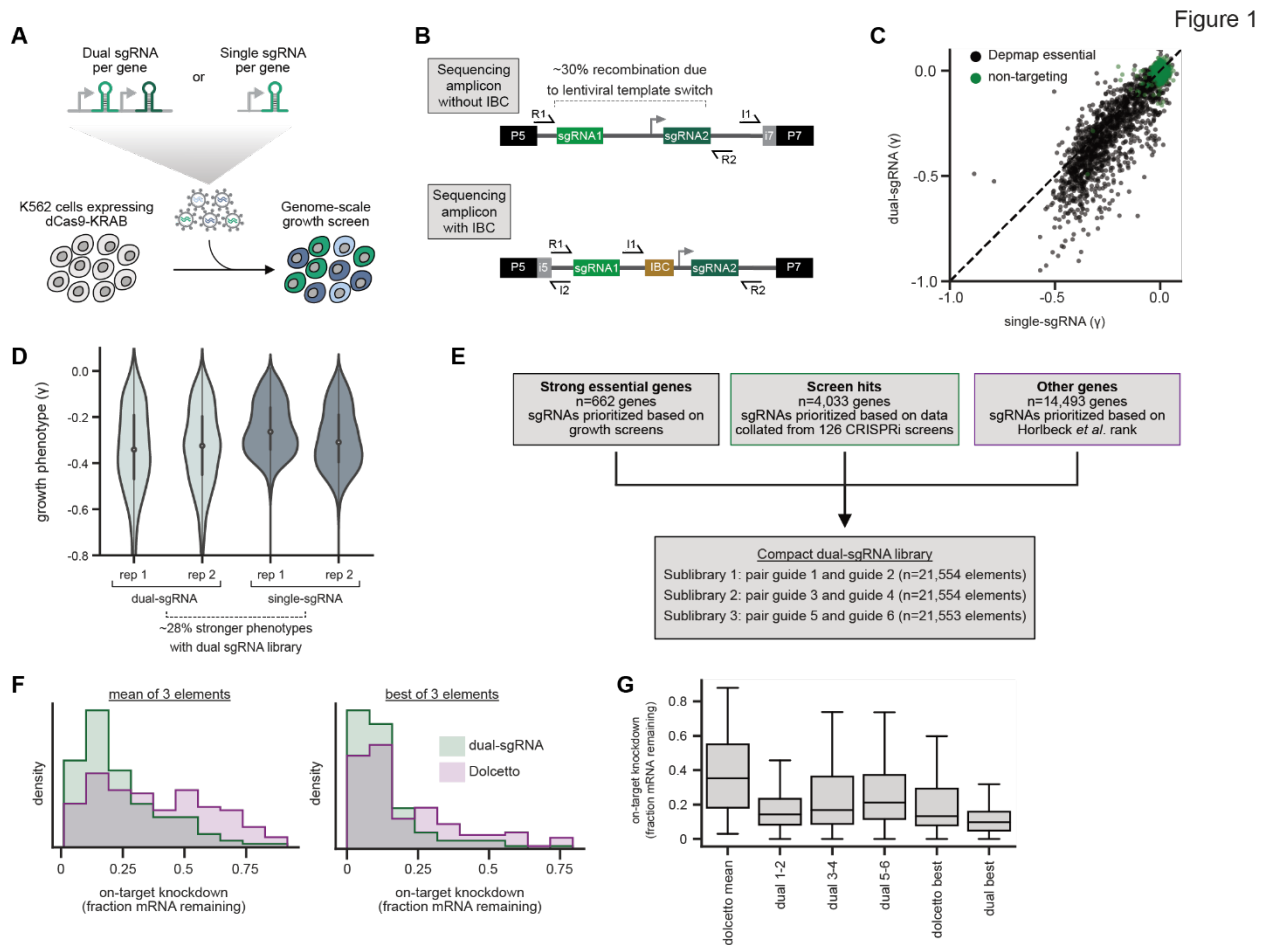 Figure 1
A
Dual sgRNA
per gene
or
Single sgRNA
per gene
K562 cells expressing
dCas9-KRAB
Genome-scale
growth screen
B
Sequencing
amplicon
without IBC
~30% recombination due
to lentiviral template switch
R1
I1
P5
sgRNA1
sgRNA2
i7
P7
R2
Sequencing
amplicon
with IBC
R1
I1
P5
i5
sgRNA1
IBC
sgRNA2
P7
I2
R2
C
Depmap essential
non-targeting
dual-sgRNA (γ)
0.0
-0.5
-1.0
-1.0
-0.5
0.0
single-sgRNA (γ)
D
growth phenotype (γ)
0.0
-0.2
-0.4
-0.6
-0.8
rep 1
rep 2
rep 1
rep 2
dual-sgRNA
single-sgRNA
~28% stronger phenotypes
with dual sgRNA library
E
Strong essential genes
n=662 genes
sgRNAs prioritized based on
growth screens
Screen hits
n=4,033 genes
sgRNAs prioritized based on data
collated from 126 CRISPRi screens
Other genes
n=14,493 genes
sgRNAs prioritized based on
Horlbeck et al. rank
Compact dual-sgRNA library
Sublibrary 1: pair guide 1 and guide 2 (n=21,554 elements)
Sublibrary 2: pair guide 3 and guide 4 (n=21,554 elements)
Sublibrary 3: pair guide 5 and guide 6 (n=21,553 elements)
F
mean of 3 elements
density
0
0.25
0.5
0.75
on-target knockdown
(fraction mRNA remaining)
best of 3 elements
dual-sgRNA
Dolcetto
density
0
0.25
0.5
0.75
on-target knockdown
(fraction mRNA remaining)
G
on-target knockdown
(fraction mRNA remaining)
0.8
0.6
0.4
0.2
0
dolcetto mean
dual 1-2
dual 3-4
dual 5-6
dolcetto best
dual best